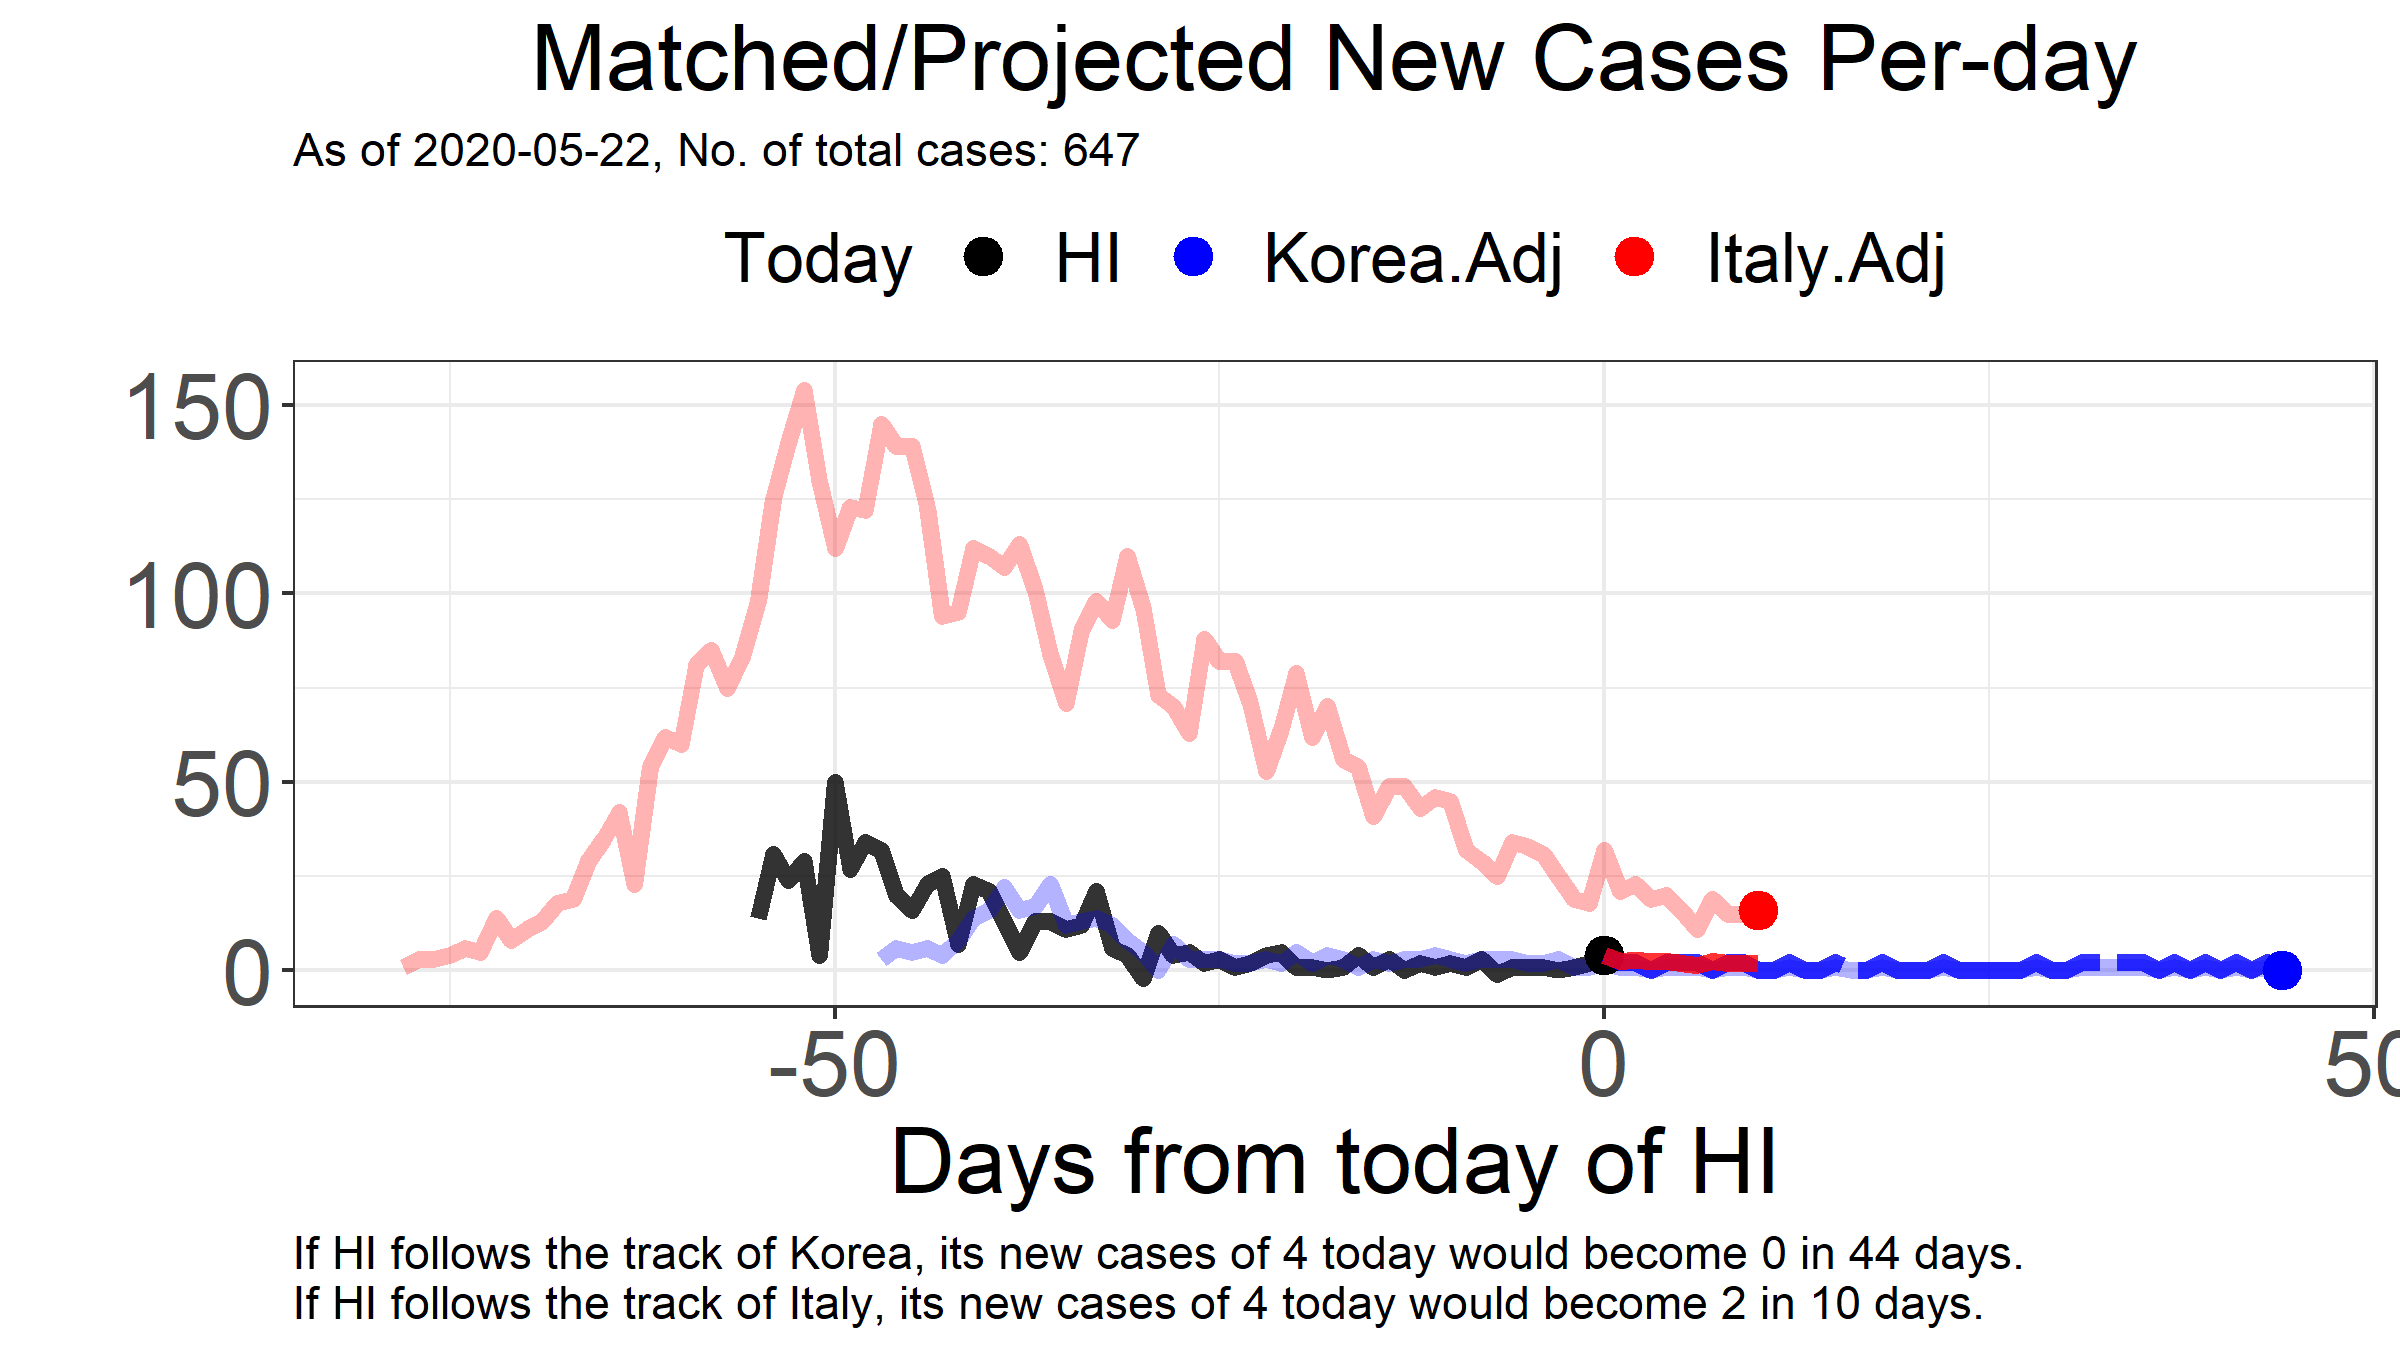 Matched/Projected New Cases Per-day
As of 2020-05-22, No. of total cases: 647
Today HI Korea.Adj Italy.Adj
150
100
50
0
-50 0 50
Days from today of HI
If HI follows the track of Korea, its new cases of 4 today would become 0 in 44 days.
If HI follows the track of Italy, its new cases of 4 today would become 2 in 10 days.